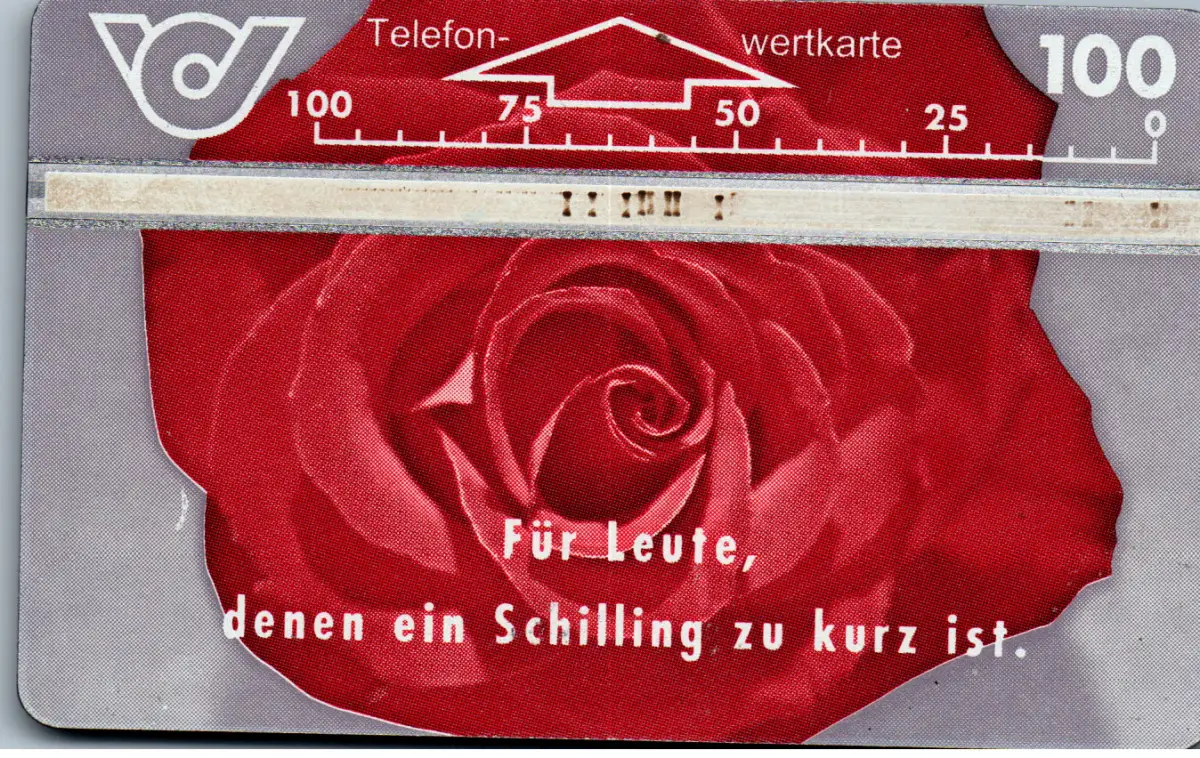 Telefon-wertkarte
100
100 75 50 25 0
Für Leute,
denen ein Schilling zu kurz ist.